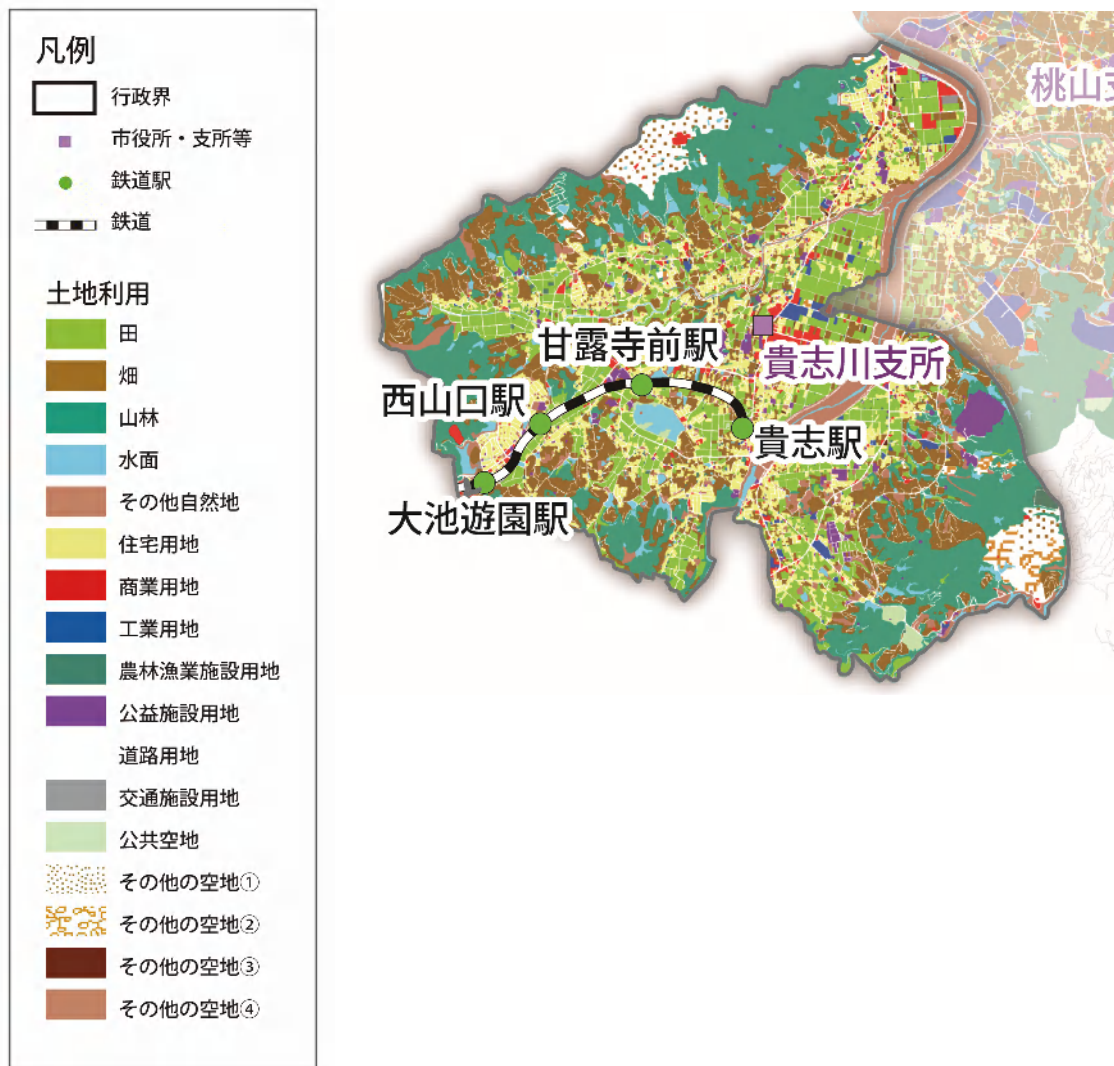 凡例
行政界
市役所・支所等
鉄道駅
鉄道
土地利用
田
畑
山林
水面
その他自然地
住宅用地
商業用地
工業用地
農林漁業施設用地
公益施設用地
道路用地
交通施設用地
公共空地
その他の空地①
その他の空地②
その他の空地③
その他の空地④
桃山支
甘露寺前駅
貴志川支所
西山口駅
貴志駅
大池遊園駅